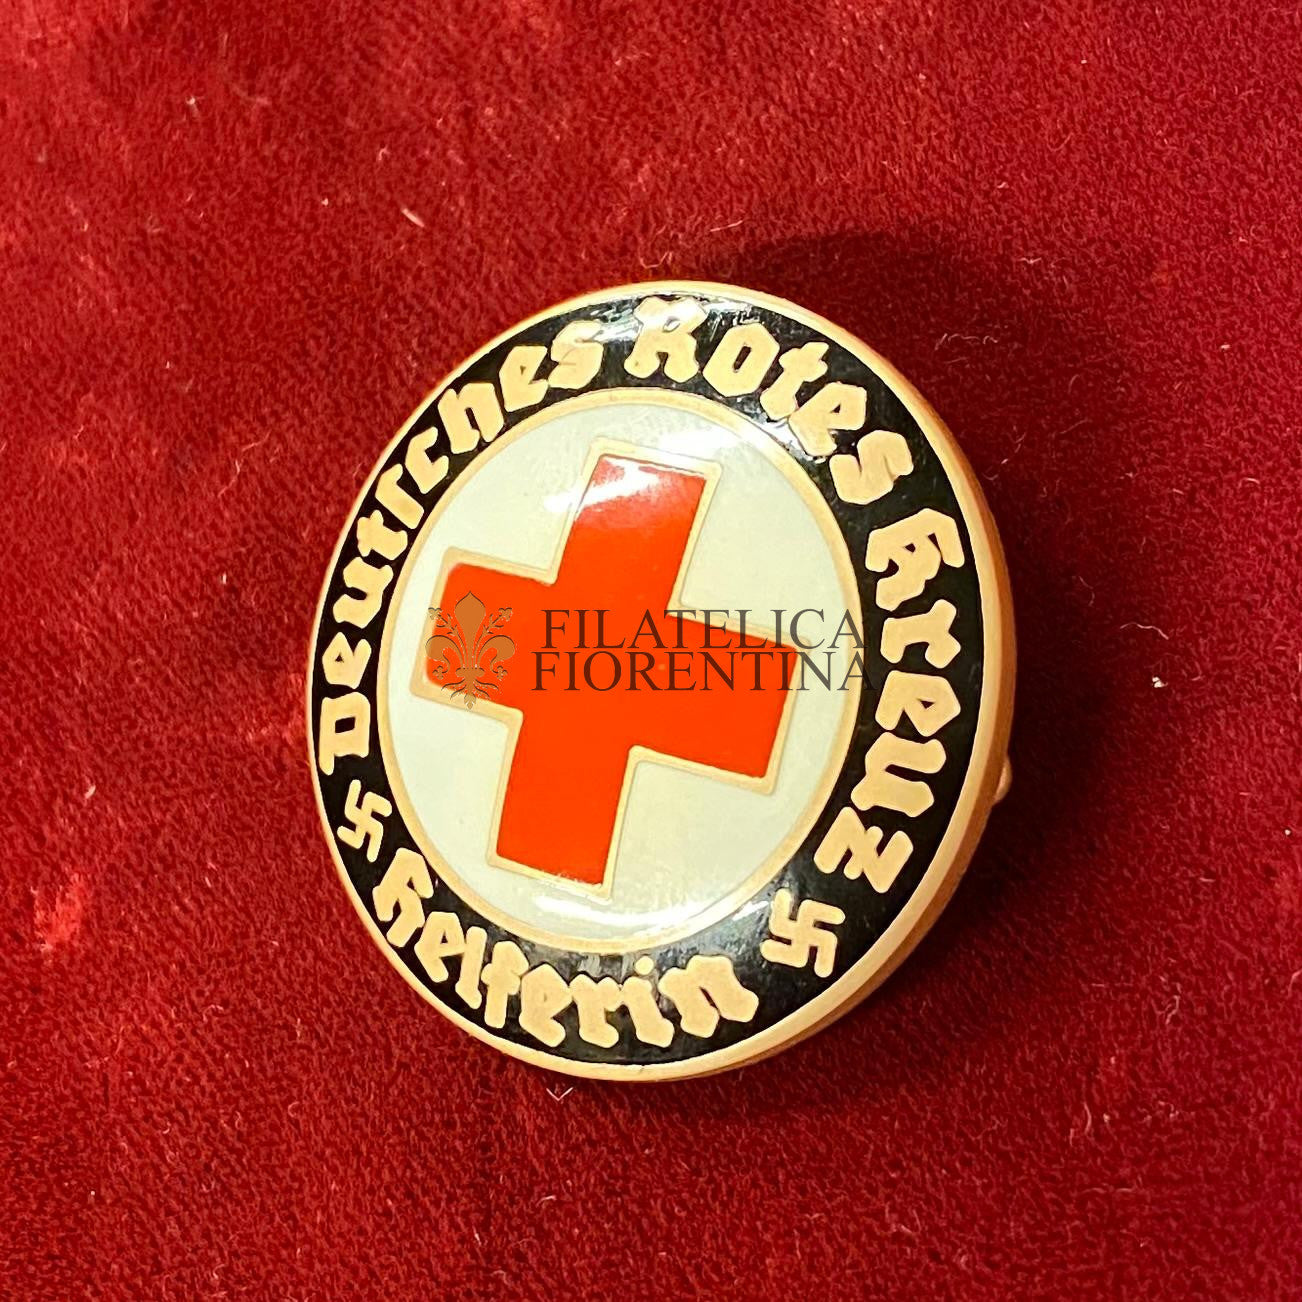 Deutsches Rotes Kreuz
Helferin
FILATELICA
FIORENTINA